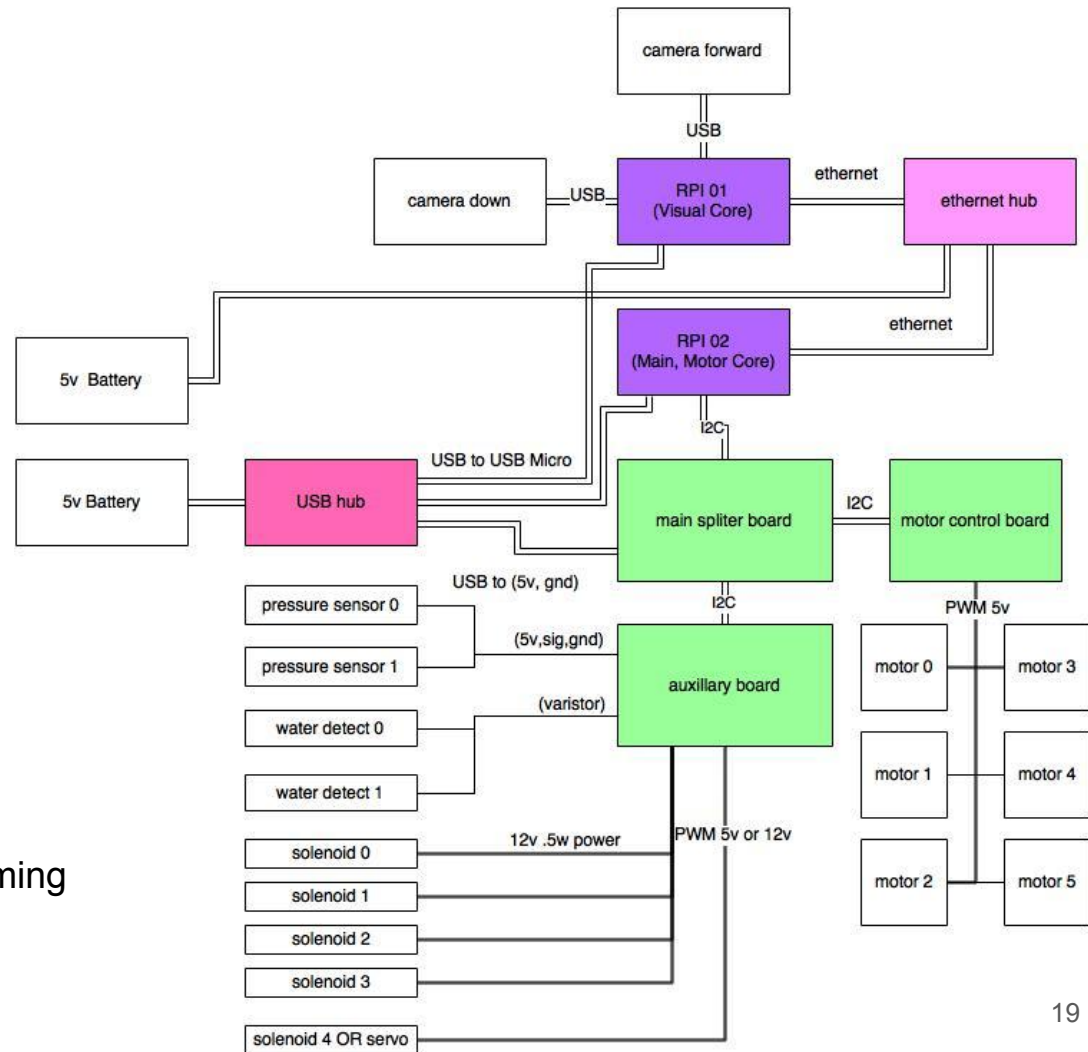 camera forward
USB
camera down
USB
RPI 01
(Visual Core)
ethernet
ethernet hub
5v Battery
RPI 02
(Main, Motor Core)
ethernet
I2C
5v Battery
USB hub
USB to USB Micro
main spliter board
I2C
motor control board
USB to (5v, gnd)
I2C
PWM 5v
pressure sensor 0
pressure sensor 1
(5v,sig,gnd)
auxillary board
water detect 0
water detect 1
(varistor)
motor 0
motor 3
motor 1
motor 4
motor 2
motor 5
12v .5w power
PWM 5v or 12v
solenoid 0
solenoid 1
solenoid 2
solenoid 3
solenoid 4 OR servo
ming
19